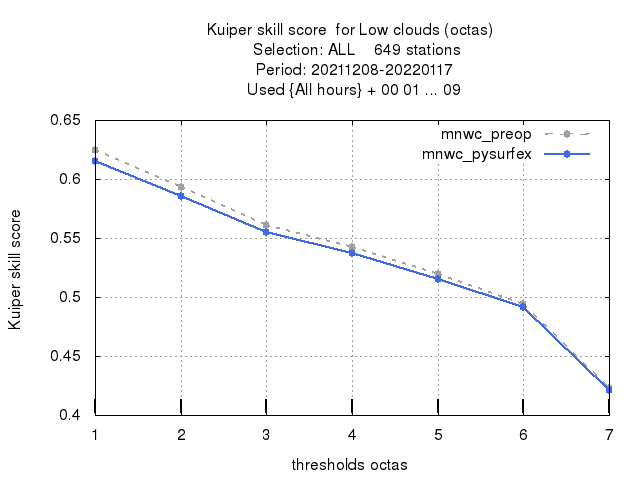 Kuiper skill score  for Low clouds (octas)
Selection: ALL    649 stations
Period: 20211208-20220117
Used {All hours} + 00 01 ... 09
mnwc_preop
mnwc_pysurfex
0.65
0.6
0.55
0.5
0.45
0.4
Kuiper skill score
1 2 3 4 5 6 7
thresholds octas